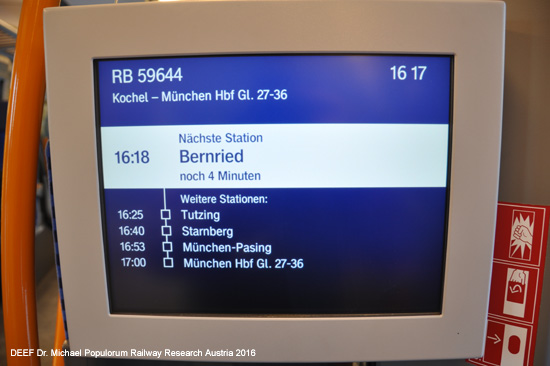 RB 59644 16 17
Kochel – München Hbf Gl. 27-36
Nächste Station
16:18 Bernried
noch 4 Minuten
Weitere Stationen:
16:25 Tutzing
16:40 Starnberg
16:53 München-Pasing
17:00 München Hbf Gl. 27-36
DEEF Dr. Michael Populorum Railway Research Austria 2016